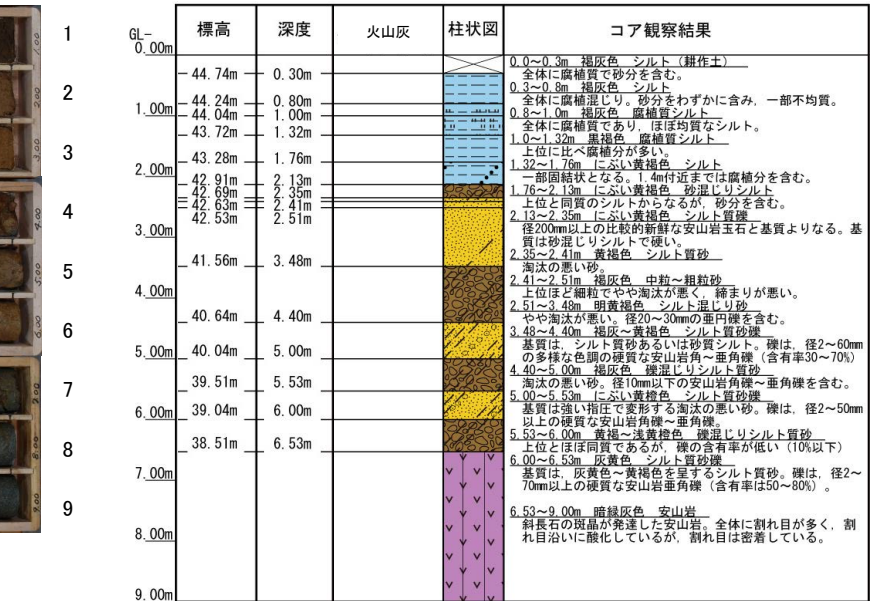 1
2
3
4
5
6
7
8
9
1.00
2.00
3.00
4.00
5.00
6.00
8.00
9.00
標高 深度 火山灰 柱状図 コア観察結果
GL-
0.00m
1.00m
2.00m
3.00m
4.00m
5.00m
6.00m
7.00m
8.00m
9.00m
44.74m 0.30m
44.24m 0.80m
44.04m 1.00m
43.72m 1.32m
43.28m 1.76m
42.91m 2.13m
42.69m 2.35m
42.63m 2.41m
42.53m 2.51m
41.56m 3.48m
40.64m 4.40m
40.04m 5.00m
39.51m 5.53m
39.04m 6.00m
38.51m 6.53m
0.0～0.3m 褐灰色 シルト（耕作土）
全体に腐植質で砂分を含む。
0.3～0.8m 褐灰色 シルト
全体に腐植混じり。砂分をわずかに含み、一部不均質。
0.8～1.0m 褐灰色 腐植質シルト
全体に腐植質であり、ほぼ均質なシルト。
1.0～1.32m 黒褐色 腐植質シルト
上位に比べ腐植分が多い。
1.32～1.76m にぶい黄褐色 シルト
一部固結状となる。1.4m付近までは腐植分を含む。
1.76～2.13m にぶい黄褐色 砂混じりシルト
上位と同質のシルトからなるが、砂分を含む。
2.13～2.35m にぶい黄褐色 シルト質礫
径200mm以上の比較的新鮮な安山岩玉石と基質よりなる。基
質は砂混じりシルトで硬い。
2.35～2.41m 黄褐色 シルト質砂
淘汰の悪い砂。
2.41～2.51m 褐灰色 中粒～粗粒砂
上位ほど細粒でやや淘汰が悪く、締まりが悪い。
2.51～3.48m 明黄褐色 シルト混じり砂
やや淘汰が悪い。径20～30mmの亜円礫を含む。
3.48～4.40m 褐灰～黄褐色 シルト質砂礫
基質は、シルト質砂あるいは砂質シルト。礫は、径2～60mm
の多様な色調の硬質な安山岩角～亜角礫（含有率30～70%）
4.40～5.00m 褐灰色 礫混じりシルト質砂
淘汰の悪い砂。径10mm以下の安山岩角礫～亜角礫を含む。
5.00～5.53m にぶい黄橙色 シルト質砂礫
基質は強い指圧で変形する淘汰の悪い砂。礫は、径2～50mm
以上の硬質な安山岩角礫～亜角礫。
5.53～6.00m 黄褐～浅黄橙色 礫混じりシルト質砂
上位とほぼ同質であるが、礫の含有率が低い（10%以下）
6.00～6.53m 灰黄色 シルト質砂礫
基質は、灰黄色～黄褐色を呈するシルト質砂。礫は、径2～
70mm以上の硬質な安山岩亜角礫（含有率は50～80%）。
6.53～9.00m 暗緑灰色 安山岩
斜長石の斑晶が発達した安山岩。全体に割れ目が多く、割
れ目沿いに酸化しているが、割れ目は密着している。